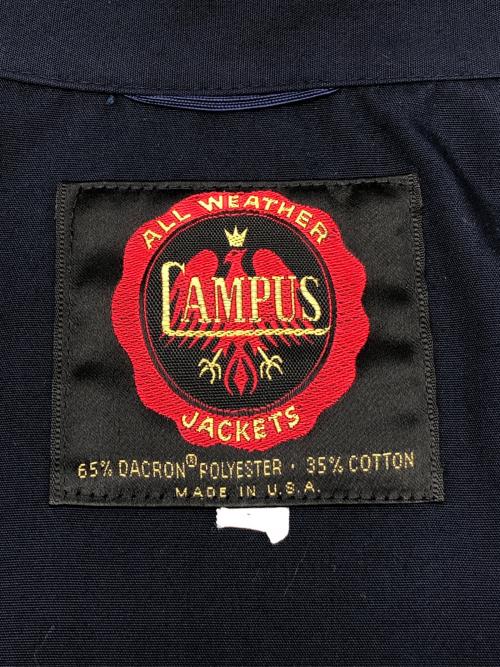 ALL WEATHER
CAMPUS
JACKETS
65% DACRON® POLYESTER · 35% COTTON
MADE IN U.S.A.